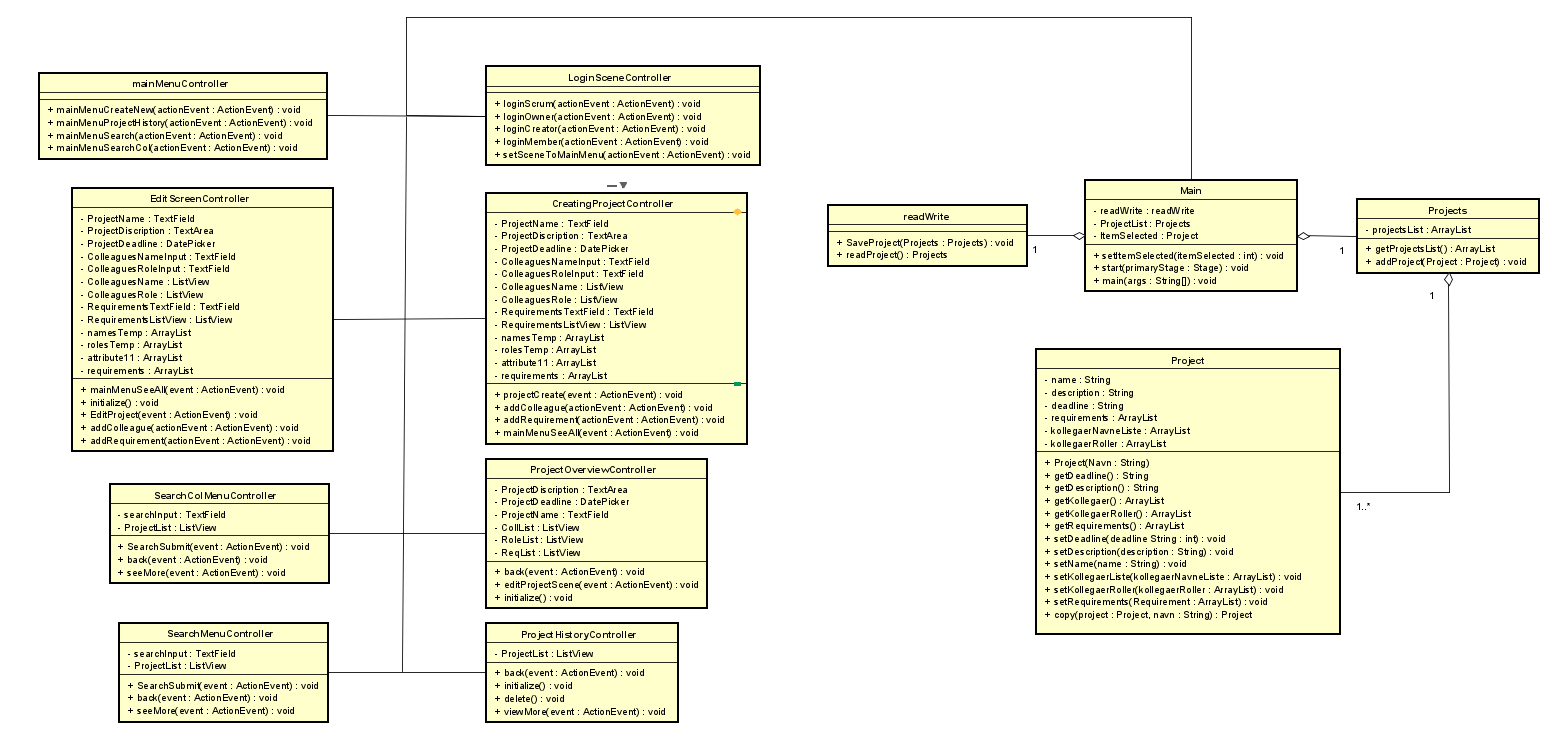 mainMenuController
+ mainMenuCreateNew(actionEvent : ActionEvent) : void
+ mainMenuProjectHistory(actionEvent : ActionEvent) : void
+ mainMenuSearch(actionEvent : ActionEvent) : void
+ mainMenuSearchCol(actionEvent : ActionEvent) : void
LoginSceneController
+ loginScrum(actionEvent : ActionEvent) : void
+ loginOwner(actionEvent : ActionEvent) : void
+ loginCreator(actionEvent : ActionEvent) : void
+ loginMember(actionEvent : ActionEvent) : void
+ setSceneToMainMenu(actionEvent : ActionEvent) : void
EditScreenController
- ProjectName : TextField
- ProjectDiscription : TextArea
- ProjectDeadline : DatePicker
- ColleaguesNameInput : TextField
- ColleaguesRoleInput : TextField
- ColleaguesName : ListView
- ColleaguesRole : ListView
- RequirementsTextField : TextField
- RequirementsListView : ListView
- namesTemp : ArrayList
- rolesTemp : ArrayList
- attribute11 : ArrayList
- requirements : ArrayList
+ mainMenuSeeAll(event : ActionEvent) : void
+ initialize() : void
+ EditProject(event : ActionEvent) : void
+ addColleague(actionEvent : ActionEvent) : void
+ addRequirement(actionEvent : ActionEvent) : void
CreatingProjectController
- ProjectName : TextField
- ProjectDiscription : TextArea
- ProjectDeadline : DatePicker
- ColleaguesNameInput : TextField
- ColleaguesRoleInput : TextField
- ColleaguesName : ListView
- ColleaguesRole : ListView
- RequirementsTextField : TextField
- RequirementsListView : ListView
- namesTemp : ArrayList
- rolesTemp : ArrayList
- attribute11 : ArrayList
- requirements : ArrayList
+ projectCreate(event : ActionEvent) : void
+ addColleague(actionEvent : ActionEvent) : void
+ addRequirement(actionEvent : ActionEvent) : void
+ mainMenuSeeAll(event : ActionEvent) : void
SearchColMenuController
- searchInput : TextField
- ProjectList : ListView
+ SearchSubmit(event : ActionEvent) : void
+ back(event : ActionEvent) : void
+ seeMore(event : ActionEvent) : void
ProjectOverviewController
- ProjectDiscription : TextArea
- ProjectDeadline : DatePicker
- ProjectName : TextField
- CollList : ListView
- RoleList : ListView
- ReqList : ListView
+ back(event : ActionEvent) : void
+ editProjectScene(event : ActionEvent) : void
+ initialize() : void
SearchMenuController
- searchInput : TextField
- ProjectList : ListView
+ SearchSubmit(event : ActionEvent) : void
+ back(event : ActionEvent) : void
+ seeMore(event : ActionEvent) : void
ProjectHistoryController
- ProjectList : ListView
+ back(event : ActionEvent) : void
+ initialize() : void
+ delete() : void
+ viewMore(event : ActionEvent) : void
readWrite
+ SaveProject(Projects : Projects) : void
+ readProject() : Projects
1
Main
- readWrite : readWrite
- ProjectList : Projects
- ItemSelected : Project
+ setItemSelected(itemSelected : int) : void
+ start(primaryStage : Stage) : void
+ main(args : String[]) : void
1
Projects
- projectsList : ArrayList
+ getProjectsList() : ArrayList
+ addProject(Project : Project) : void
1
Project
- name : String
- description : String
- deadline : String
- requirements : ArrayList
- kollegaerNavneListe : ArrayList
- kollegaerRoller : ArrayList
+ Project(Navn : String)
+ getDeadline() : String
+ getDescription() : String
+ getKollegaer() : ArrayList
+ getKollegaerRoller() : ArrayList
+ getRequirements() : ArrayList
+ setDeadline(deadline String : int) : void
+ setDescription(description : String) : void
+ setName(name : String) : void
+ setKollegaerListe(kollegaerNavneListe : ArrayList) : void
+ setKollegaerRoller(kollegaerRoller : ArrayList) : void
+ setRequirements(Requirement : ArrayList) : void
+ copy(project : Project, navn : String) : Project
1..*